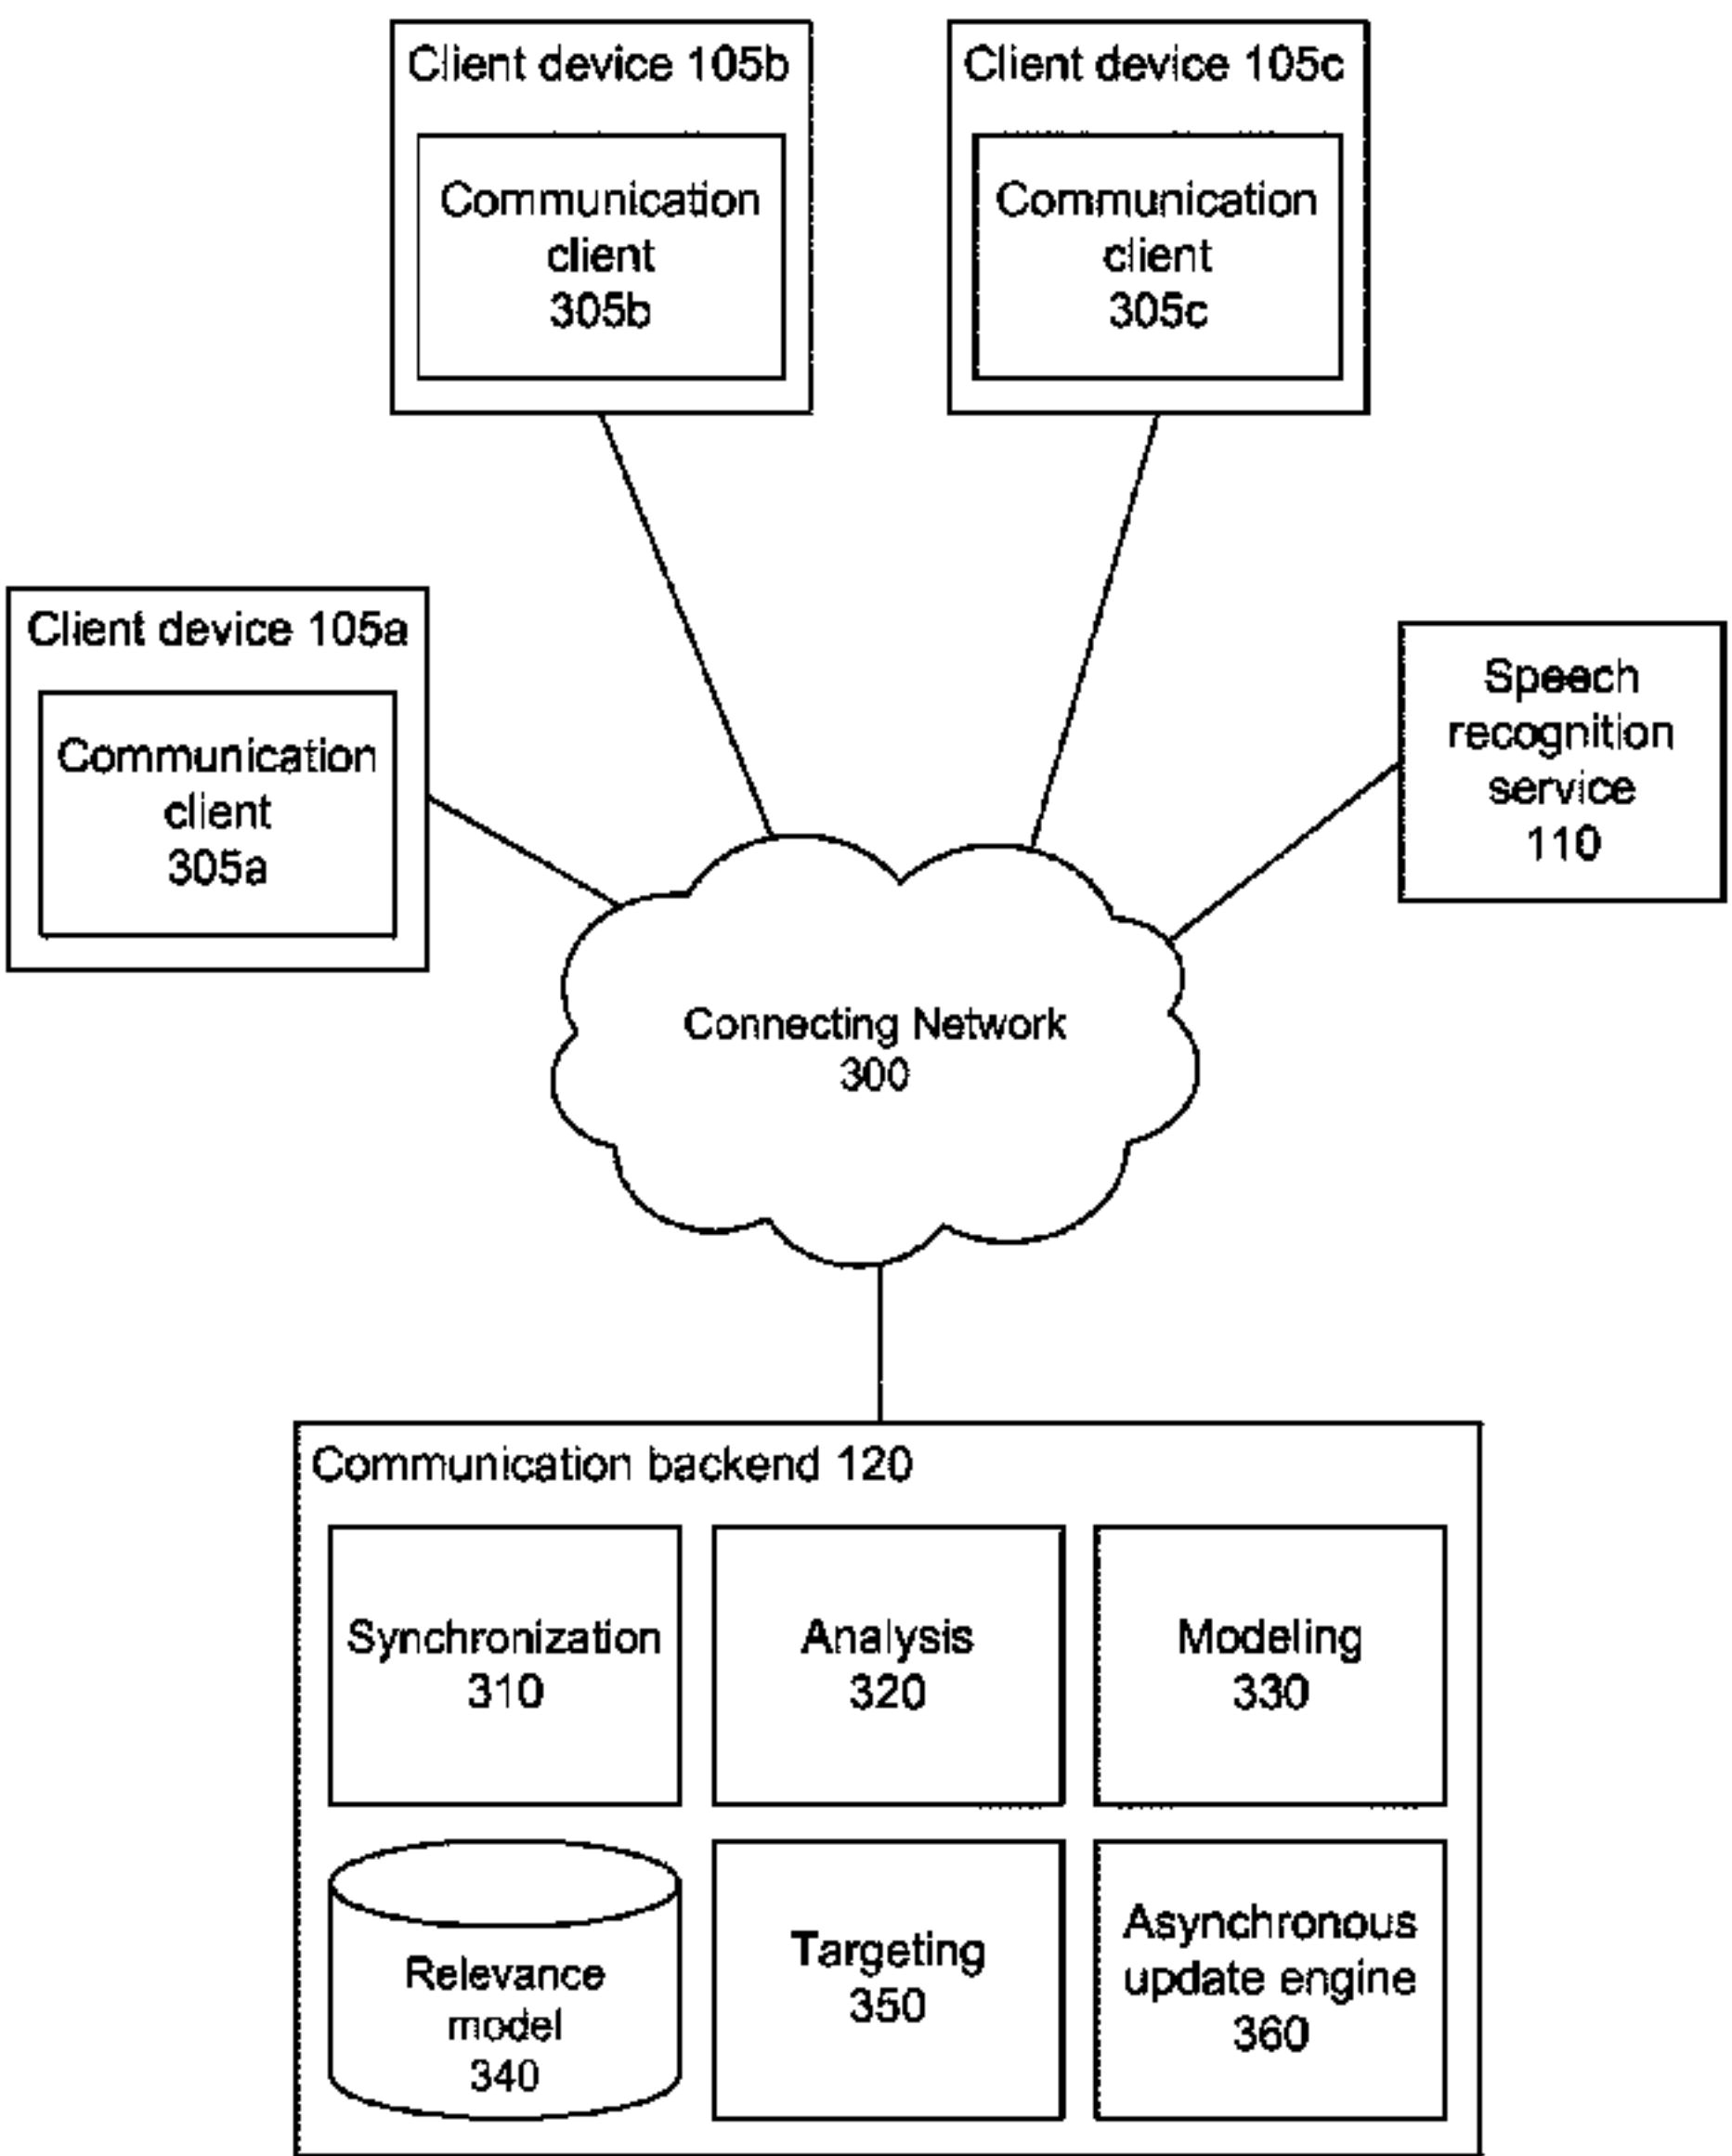 Client device 105b
Communication
client
305b
Client device 105c
Communication
client
305c
Client device 105a
Communication
client
305a
Speech
recognition
service
110
Connecting Network
300
Communication backend 120
Synchronization
310
Analysis
320
Modeling
330
Relevance
model
340
Targeting
350
Asynchronous
update engine
360